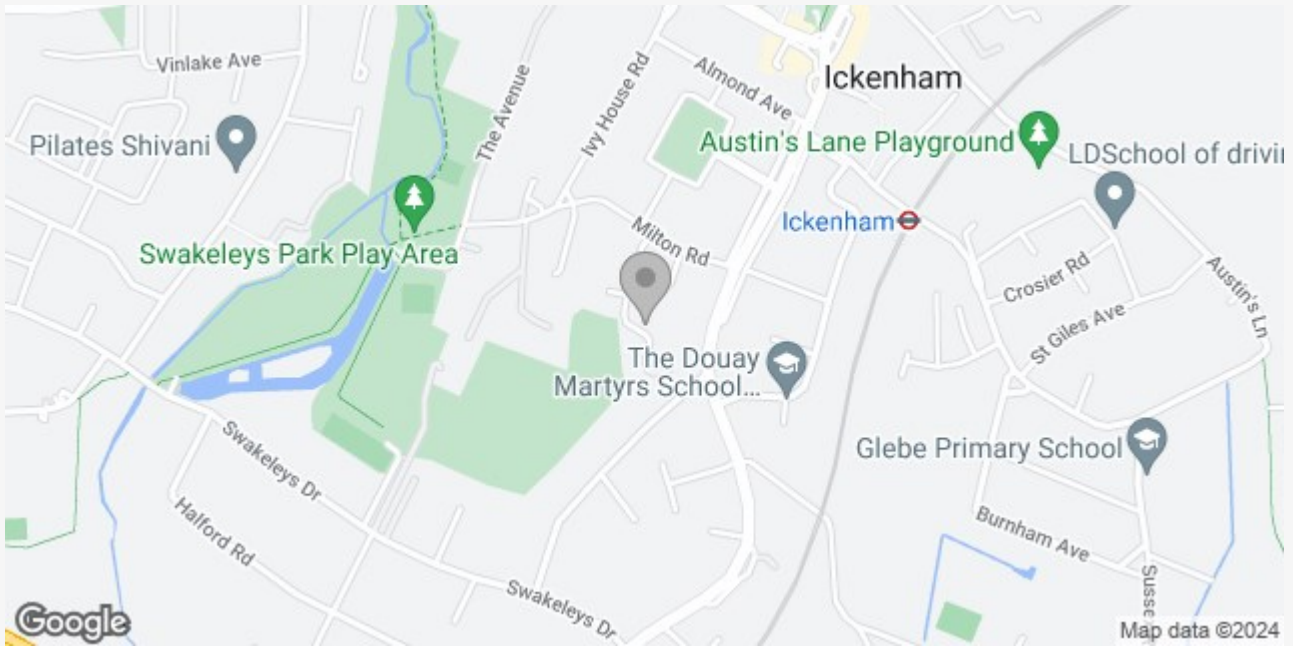 Vinlake Ave
Pilates Shivani
The Avenue
Ivy House Rd
Almond Ave
Ickenham
Austin's Lane Playground
LDSchool of drivi
Swakeleys Park Play Area
Milton Rd
Ickenham
Crosier Rd
Austin's Ln
St Giles Ave
The Douay
Martyrs School...
Glebe Primary School
Swakeleys Dr
Halford Rd
Burnham Ave
Swakeleys Dr
Susse
Google
Map data ©2024